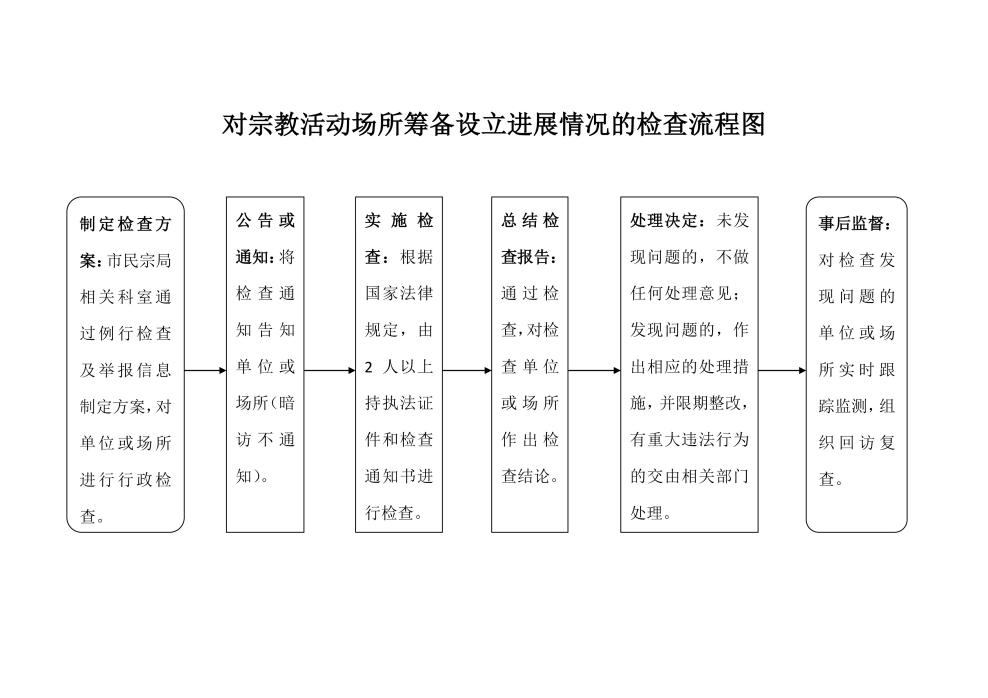 对宗教活动场所筹备设立进展情况的检查流程图
制定检查方
案：市民宗局
相关科室通
过例行检查
及举报信息
制定方案，对
单位或场所
进行行政检
查。
公告或
通知：将
检查通
知告知
单位或
场所（暗
访不通
知）。
实施检
查：根据
国家法律
规定，由
2 人以上
持执法证
件和检查
通知书进
行检查。
总结检
查报告：
通过检
查，对检
查单位
或场所
作出检
查结论。
处理决定：未发
现问题的，不做
任何处理意见；
发现问题的，作
出相应的处理措
施，并限期整改，
有重大违法行为
的交由相关部门
处理。
事后监督：
对检查发
现问题的
单位或场
所实时跟
踪监测，组
织回访复
查。